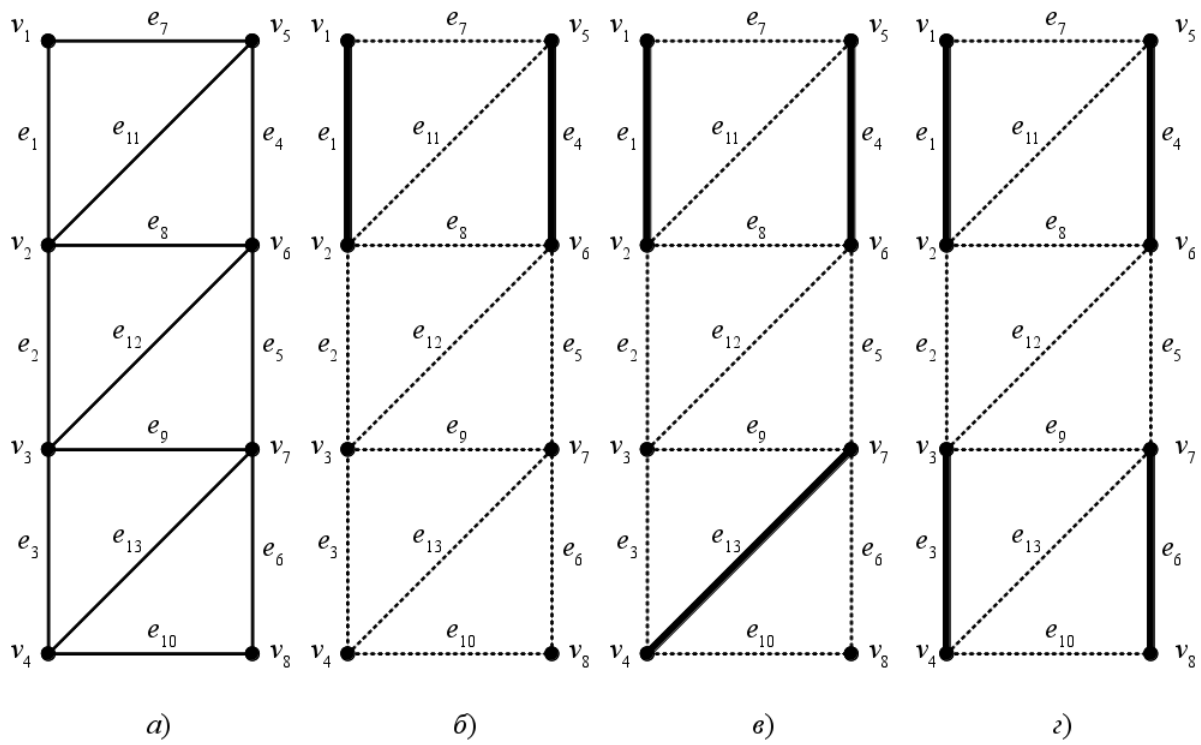 v₁ e₇ v₅ v₁ e₇ v₅ v₁ e₇ v₅ v₁ e₇ v₅
e₁ e₁₁ e₄ e₁ e₁₁ e₄ e₁ e₁₁ e₄ e₁ e₁₁ e₄
v₂ e₈ v₆ v₂ e₈ v₆ v₂ e₈ v₆ v₂ e₈ v₆
e₂ e₁₂ e₅ e₂ e₁₂ e₅ e₂ e₁₂ e₅ e₂ e₁₂ e₅
v₃ e₉ v₇ v₃ e₉ v₇ v₃ e₉ v₇ v₃ e₉ v₇
e₃ e₁₃ e₆ e₃ e₁₃ e₆ e₃ e₁₃ e₆ e₃ e₁₃ e₆
v₄ e₁₀ v₈ v₄ e₁₀ v₈ v₄ e₁₀ v₈ v₄ e₁₀ v₈
а) б) в) г)